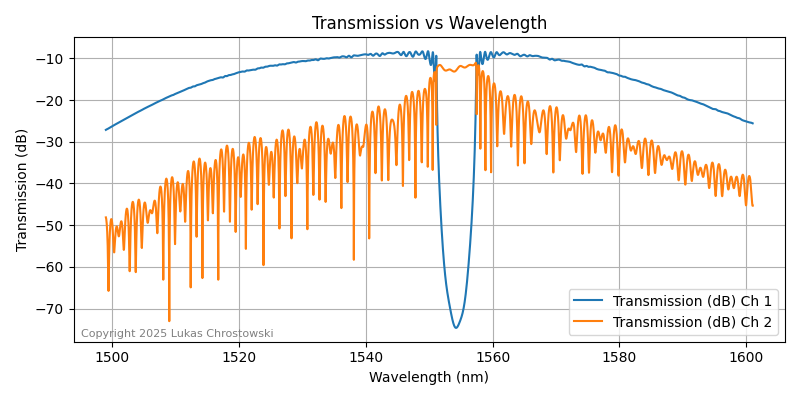 Transmission vs Wavelength
Transmission (dB)
−10
−20
−30
−40
−50
−60
−70
Transmission (dB) Ch 1
Transmission (dB) Ch 2
Copyright 2025 Lukas Chrostowski
1500
1520
1540
1560
1580
1600
Wavelength (nm)